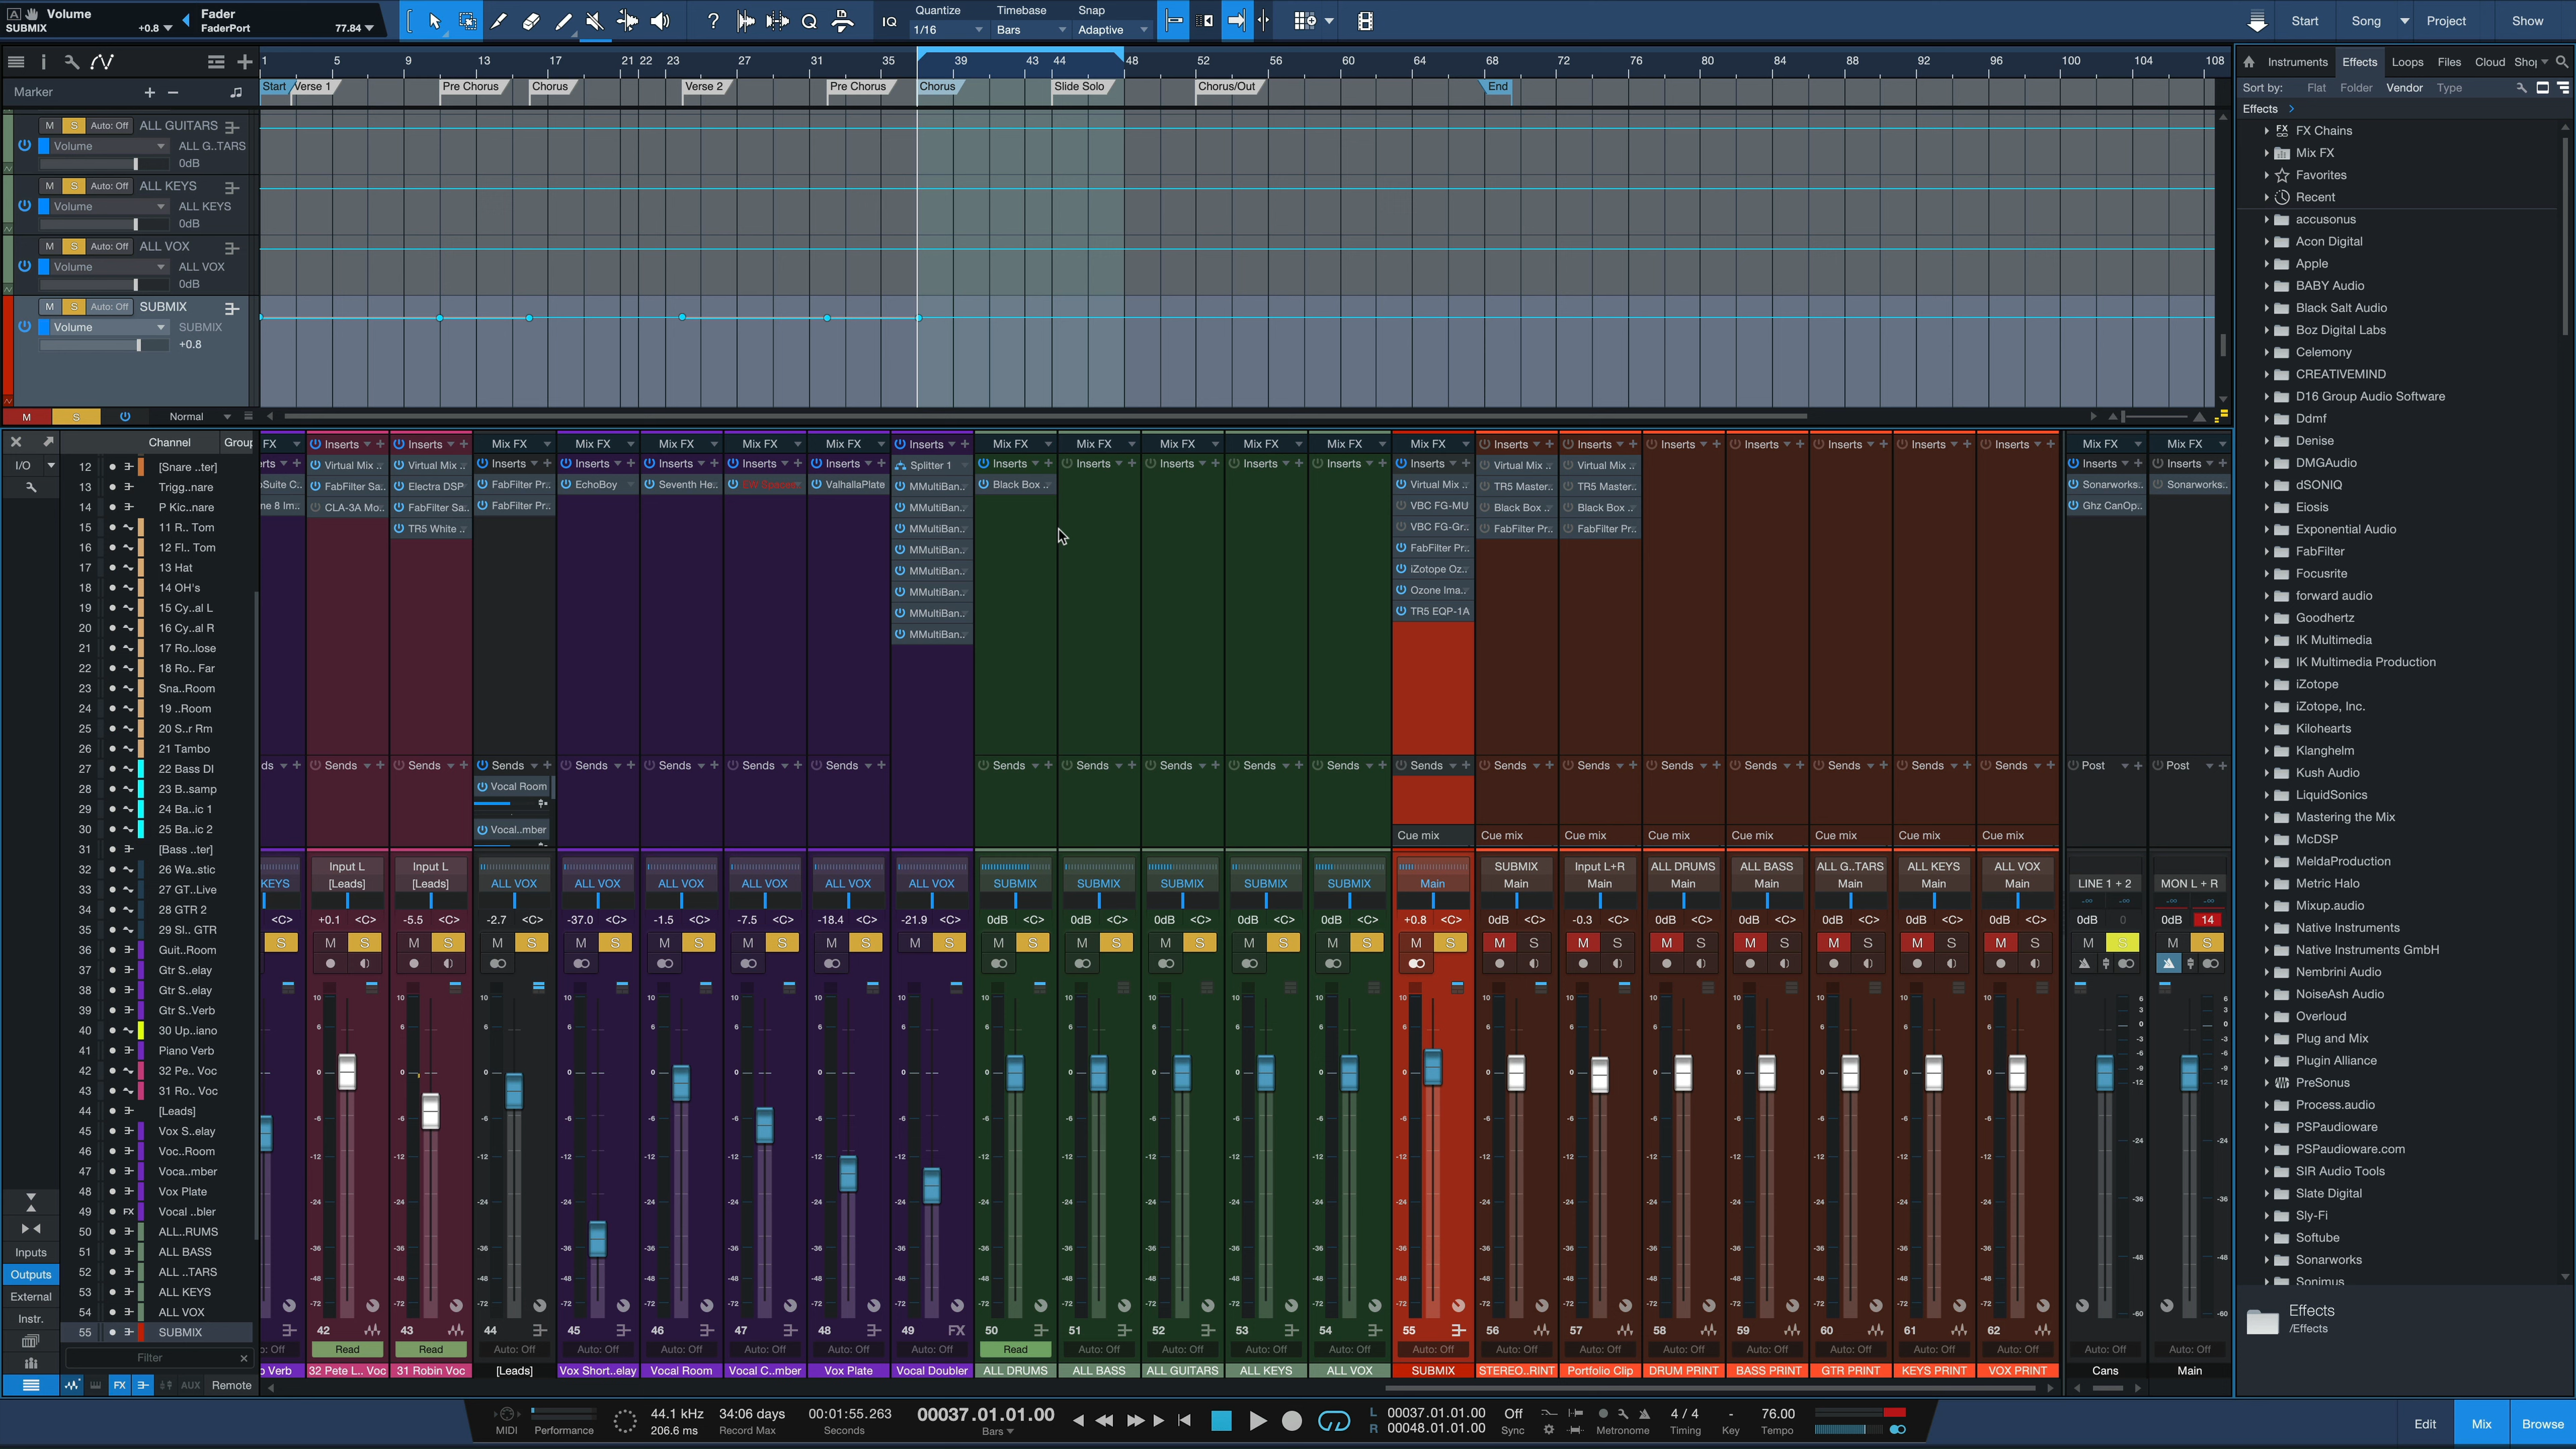 Volume
SUBMIX
+0.8
Fader
FaderPort
77.84
IQ
Quantize
1/16
Timebase
Bars
Snap
Adaptive
Start
Song
Project
Show
1 5 9 13 17 21 22 23 27 31 35 39 43 44 48 52 56 60 64 68 72 76 80 84 88 92 96 100 104 108
Marker
Start Verse 1 Pre Chorus Chorus Verse 2 Pre Chorus Chorus Slide Solo Chorus/Out End
M S Auto: Off ALL GUITARS
Volume ALL G..TARS
0dB
M S Auto: Off ALL KEYS
Volume ALL KEYS
0dB
M S Auto: Off ALL VOX
Volume ALL VOX
0dB
M S Auto: Off SUBMIX
Volume SUBMIX
+0.8
M S Normal
Instruments Effects Loops Files Cloud
Sort by: Flat Folder Vendor Type
Effects
FX Chains
Mix FX
Favorites
Recent
accusonus
Acon Digital
Apple
BABY Audio
Black Salt Audio
Boz Digital Labs
Celemony
CREATIVEMIND
D16 Group Audio Software
Ddmf
Denise
DMGAudio
dSONIQ
Eiosis
Exponential Audio
FabFilter
Focusrite
forward audio
Goodhertz
IK Multimedia
IK Multimedia Production
iZotope
iZotope, Inc.
Kilohearts
Klanghelm
Kush Audio
LiquidSonics
Mastering the Mix
McDSP
MeldaProduction
Metric Halo
Mixup.audio
Native Instruments
Native Instruments GmbH
Nembrini Audio
NoiseAsh Audio
Overloud
Plug and Mix
Plugin Alliance
PreSonus
Process.audio
PSPaudioware
PSPaudioware.com
SIR Audio Tools
Slate Digital
Sly-Fi
Softube
Sonarworks
Sonimus
Effects
/Effects
Channel
I/O
12 [Snare ..ter]
13 Trigg..nare
14 P Kic..nare
15 11 R.. Tom
16 12 Fl.. Tom
17 13 Hat
18 14 OH's
19 15 Cy..al L
20 16 Cy..al R
21 17 Ro..lose
22 18 Ro.. Far
23 Sna..Room
24 19 ..Room
25 20 S..r Rm
26 21 Tambo
27 22 Bass DI
28 23 B..samp
29 24 Ba..ic 1
30 25 Ba..ic 2
31 [Bass ..ter]
32 26 Wa..stic
33 27 GT..Live
34 28 GTR 2
35 29 Sl.. GTR
36 Guit..Room
37 Gtr S..elay
38 Gtr S..elay
39 Gtr S..Verb
40 30 Up..iano
41 Piano Verb
42 32 Pe.. Voc
43 31 Ro.. Voc
44 [Leads]
45 Vox S..elay
46 Voc..Room
47 Voca..mber
48 Vox Plate
49 FX Vocal ..bler
50 ALL..RUMS
51 ALL BASS
52 ALL ..TARS
53 ALL KEYS
54 ALL VOX
55 SUBMIX
Filter
Inputs
Outputs
External
Instr.
FX AUX Remote
FX Inserts Inserts Mix FX Mix FX Mix FX Mix FX Mix FX Inserts Mix FX Mix FX Mix FX Mix FX Mix FX Mix FX Inserts Inserts Inserts Inserts Inserts Inserts Inserts Mix FX Mix FX
Virtual Mix ..
FabFilter Sa..
CLA-3A Mo..
Virtual Mix ..
Electra DSP
FabFilter Sa..
TR5 White ..
Inserts
FabFilter Pr..
FabFilter Pr..
Inserts
EchoBoy
Inserts
Seventh He..
Inserts
Inserts
ValhallaPlate
Splitter 1
MMultiBan..
MMultiBan..
MMultiBan..
MMultiBan..
MMultiBan..
MMultiBan..
MMultiBan..
MMultiBan..
Inserts
Black Box ..
Inserts
Inserts
Inserts
Inserts
Inserts
Virtual Mix ..
VBC FG-MU
VBC FG-Gr..
FabFilter Pr..
iZotope Oz..
Ozone Ima..
TR5 EQP-1A
Virtual Mix ..
TR5 Master..
Black Box ..
FabFilter Pr..
Virtual Mix ..
TR5 Master..
Black Box ..
FabFilter Pr..
Inserts
Sonarworks..
Ghz CanOp..
Inserts
Sonarworks..
Sends Sends Sends Sends Sends Sends Sends Sends Sends Sends Sends Sends Sends Sends Sends Sends Sends Sends Sends Sends Post Post
Vocal Room
Vocal..mber
Cue mix Cue mix Cue mix Cue mix Cue mix Cue mix Cue mix Cue mix
Input L Input L SUBMIX Input L+R ALL DRUMS ALL BASS ALL G..TARS ALL KEYS ALL VOX
KEYS [Leads] [Leads] ALL VOX ALL VOX ALL VOX ALL VOX ALL VOX ALL VOX SUBMIX SUBMIX SUBMIX SUBMIX SUBMIX Main Main Main Main Main Main Main Main LINE 1 + 2 MON L + R
<C> +0.1 <C> -5.5 <C> -2.7 <C> -37.0 <C> -1.5 <C> -7.5 <C> -18.4 <C> -21.9 <C> 0dB <C> 0dB <C> 0dB <C> 0dB <C> 0dB <C> +0.8 <C> 0dB <C> -0.3 <C> 0dB <C> 0dB <C> 0dB <C> 0dB <C> 0dB <C> 0dB 0 0dB 14
42 43 44 45 46 47 48 49 FX 50 51 52 53 54 55 56 57 58 59 60 61 62
Read Read Auto: Off Auto: Off Auto: Off Auto: Off Auto: Off Auto: Off Read Auto: Off Auto: Off Auto: Off Auto: Off Auto: Off Auto: Off Auto: Off Auto: Off Auto: Off Auto: Off Auto: Off Auto: Off Auto: Off Auto: Off
32 Pete L.. Voc 31 Robin Voc [Leads] Vox Short..elay Vocal Room Vocal C..mber Vox Plate Vocal Doubler ALL DRUMS ALL BASS ALL GUITARS ALL KEYS ALL VOX SUBMIX STEREO..RINT Portfolio Clip DRUM PRINT BASS PRINT GTR PRINT KEYS PRINT VOX PRINT Cans Main
MIDI
Performance
44.1 kHz
206.6 ms
34:06 days
Record Max
00:01:55.263
Seconds
00037.01.01.00
Bars
L 00037.01.01.00
R 00048.01.01.00
Off
Sync
Metronome
4 / 4
Timing
-
Key
76.00
Tempo
Edit
Mix
Browse